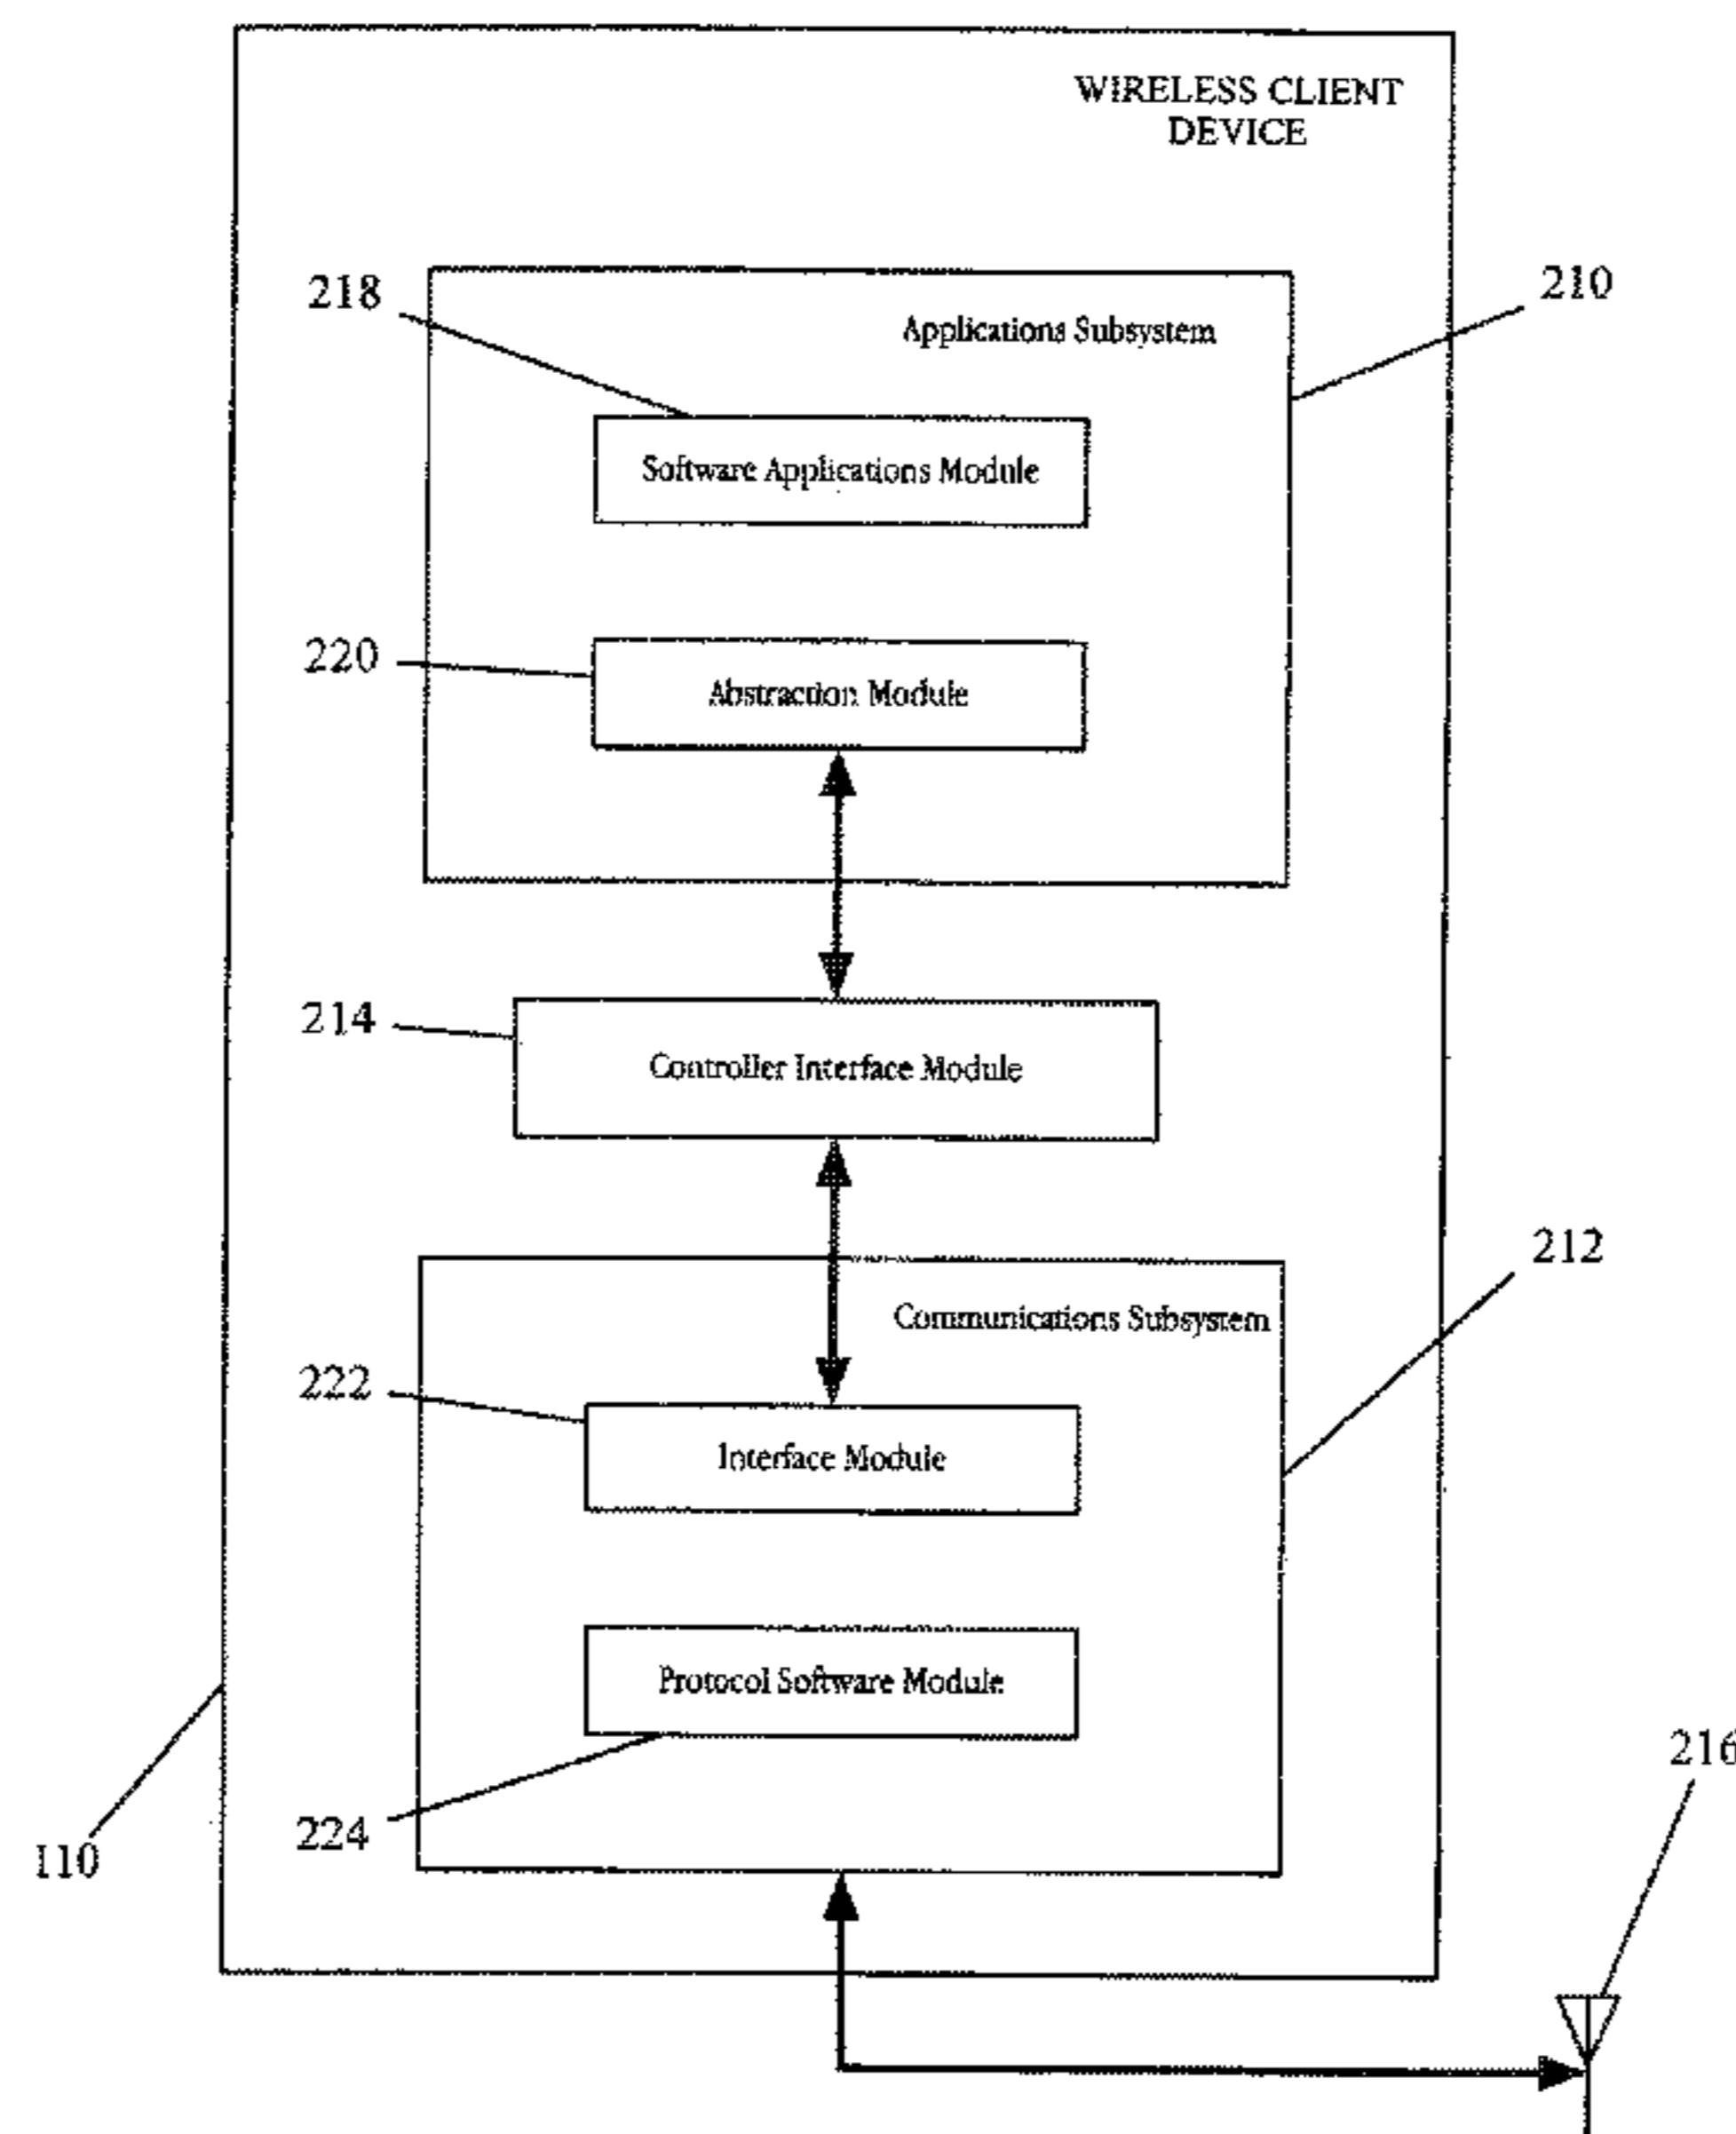 WIRELESS CLIENT
DEVICE
218
210
Applications Subsystem
Software Applications Module
220
Abstraction Module
214
Controller Interface Module
212
Communications Subsystem
222
Interface Module
Protocol Software Module
216
224
110